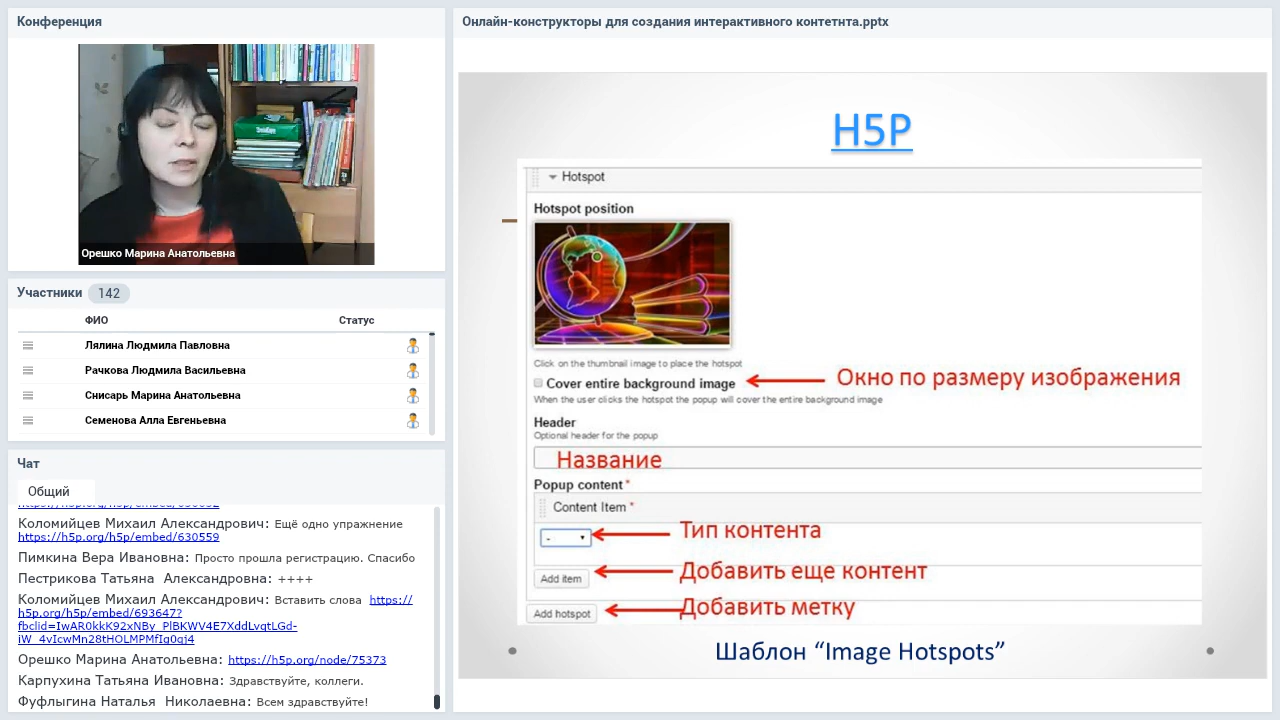 Конференция
Орешко Марина Анатольевна
Участники 142
ФИО Статус
Лялина Людмила Павловна
Рачкова Людмила Васильевна
Снисарь Марина Анатольевна
Семенова Алла Евгеньевна
Чат
Общий
Коломийцев Михаил Александрович: Ещё одно упражнение
https://h5p.org/h5p/embed/630559
Пимкина Вера Ивановна: Просто прошла регистрацию. Спасибо
Пестрикова Татьяна Александровна: ++++
Коломийцев Михаил Александрович: Вставить слова https://
h5p.org/h5p/embed/693647?
fbclid=IwAR0kkK92xNBy_PlBKWV4E7XddLvqtLGd-
iW_4vIcwMn28tHOLMPMfIg0qj4
Орешко Марина Анатольевна: https://h5p.org/node/75373
Карпухина Татьяна Ивановна: Здравствуйте, коллеги.
Фуфлыгина Наталья Николаевна: Всем здравствуйте!
Онлайн-конструкторы для создания интерактивного контетнта.pptx
H5P
Hotspot
Hotspot position
Click on the thumbnail image to place the hotspot
Cover entire background image Окно по размеру изображения
When the user clicks the hotspot the popup will cover the entire background image
Header
Optional header for the popup
Название
Popup content *
Content Item *
- Тип контента
Add item Добавить еще контент
Add hotspot Добавить метку
Шаблон “Image Hotspots”